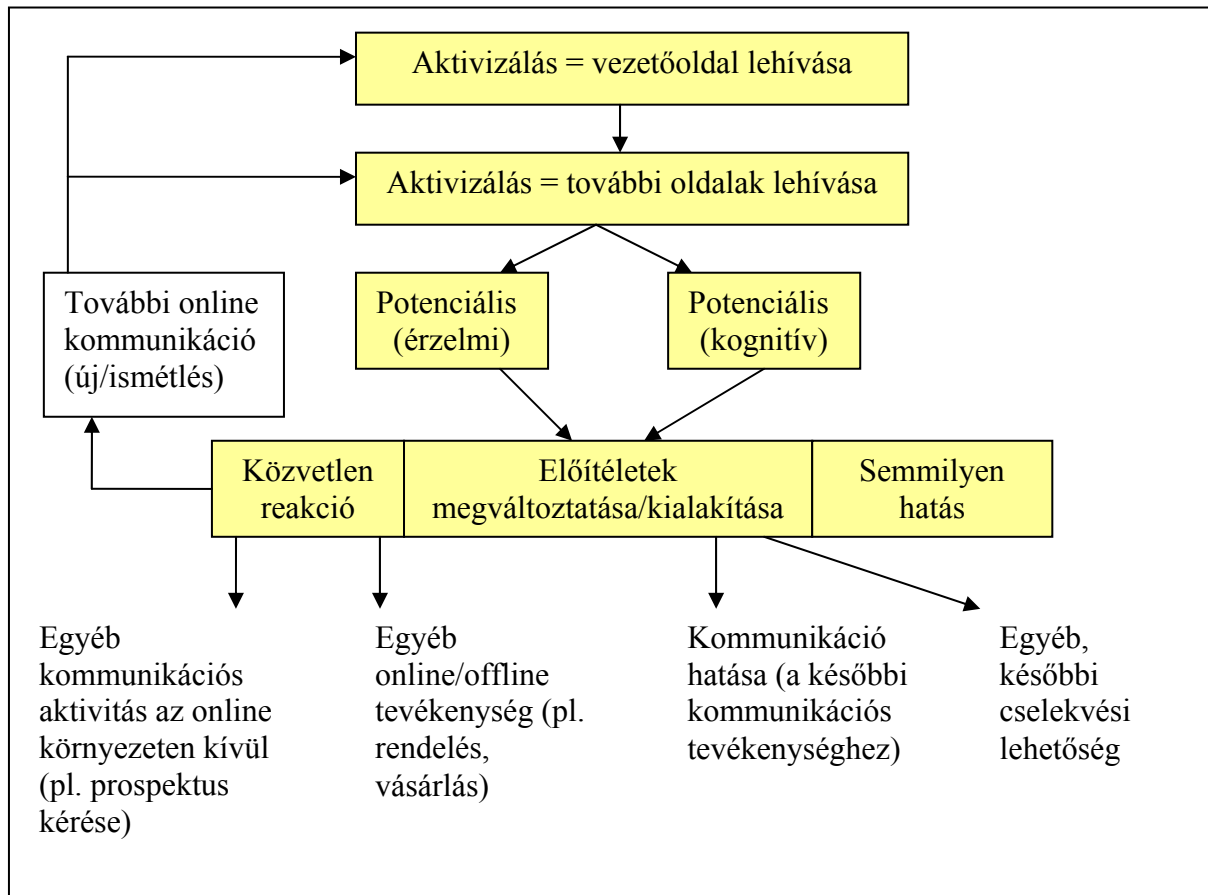 Aktivizálás = vezetőoldal lehívása
Aktivizálás = további oldalak lehívása
További online
kommunikáció
(új/ismétlés)
Potenciális
(érzelmi)
Potenciális
(kognitív)
Közvetlen
reakció
Előítéletek
megváltoztatása/kialakítása
Semmilyen
hatás
Egyéb
kommunikációs
aktivitás az online
környezeten kívül
(pl. prospektus
kérése)
Egyéb
online/offline
tevékenység (pl.
rendelés,
vásárlás)
Kommunikáció
hatása (a későbbi
kommunikációs
tevékenységhez)
Egyéb,
későbbi
cselekvési
lehetőség